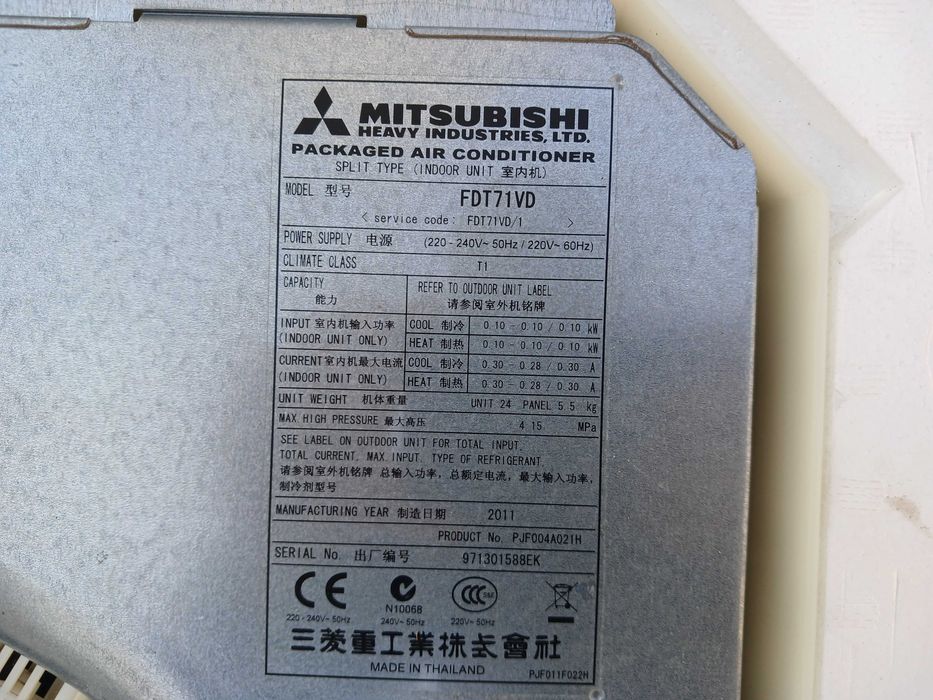 MITSUBISHI
HEAVY INDUSTRIES, LTD.
PACKAGED AIR CONDITIONER
SPLIT TYPE (INDOOR UNIT 室内机)
MODEL 型号 FDT71VD
< service code: FDT71VD/1 >
POWER SUPPLY 电源 (220-240V~50Hz/220V~60Hz)
CLIMATE CLASS T1
CAPACITY 能力 REFER TO OUTDOOR UNIT LABEL
请参阅室外机铭牌
INPUT 室内机输入功率 COOL 制冷 0.10 - 0.10 / 0.10 kW
(INDOOR UNIT ONLY) HEAT 制热 0.10 - 0.10 / 0.10 kW
CURRENT 室内机最大电流 COOL 制冷 0.30 - 0.28 / 0.30 A
(INDOOR UNIT ONLY) HEAT 制热 0.30 - 0.28 / 0.30 A
UNIT WEIGHT 机体重量 UNIT 24 PANEL 5.5 kg
MAX.HIGH PRESSURE 最大高压 4.15 MPa
SEE LABEL ON OUTDOOR UNIT FOR TOTAL INPUT,
TOTAL CURRENT, MAX.INPUT, TYPE OF REFRIGERANT.
请参阅室外机铭牌 总输入功率，总额定电流，最大输入功率，
制冷剂型号
MANUFACTURING YEAR 制造日期 2011
PRODUCT No. PJF004A021H
SERIAL No. 出厂编号 971301588EK
CE N10068 CCC S&E
220-240V~50Hz 240V~50Hz 220V~50Hz
三菱重工業株式會社
MADE IN THAILAND
PJF011F022H